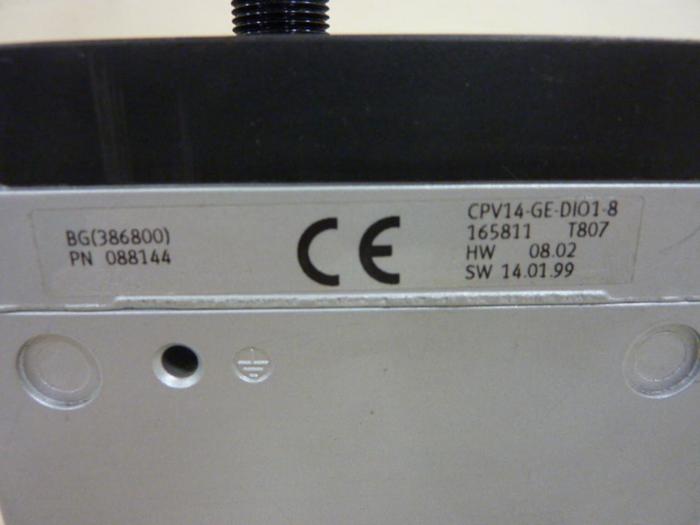 BG(386800)
PN 088144
CE
CPV14-GE-DIO1-8
165811 T807
HW 08.02
SW 14.01.99